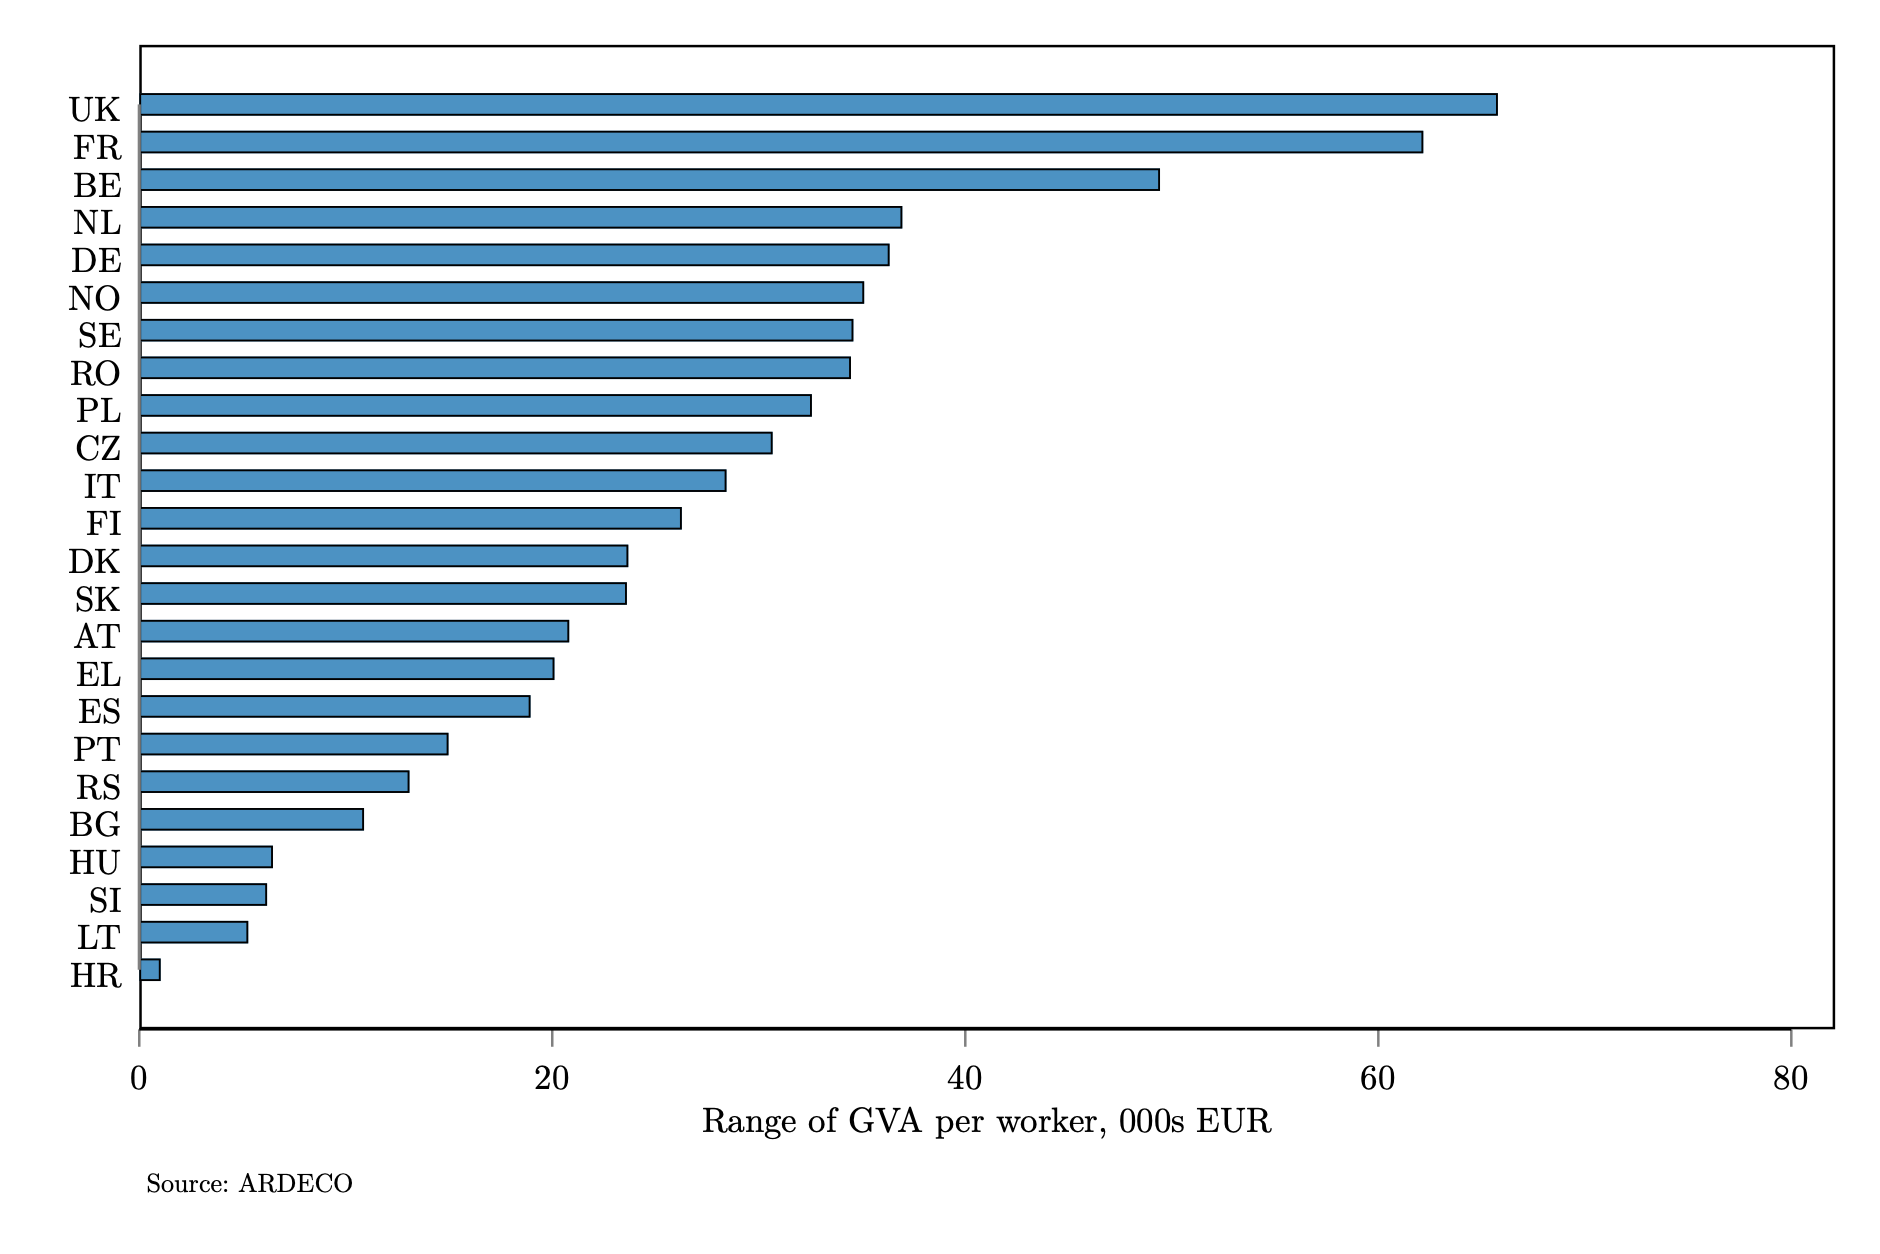 UK
FR
BE
NL
DE
NO
SE
RO
PL
CZ
IT
FI
DK
SK
AT
EL
ES
PT
RS
BG
HU
SI
LT
HR
0 20 40 60 80
Range of GVA per worker, 000s EUR
Source: ARDECO